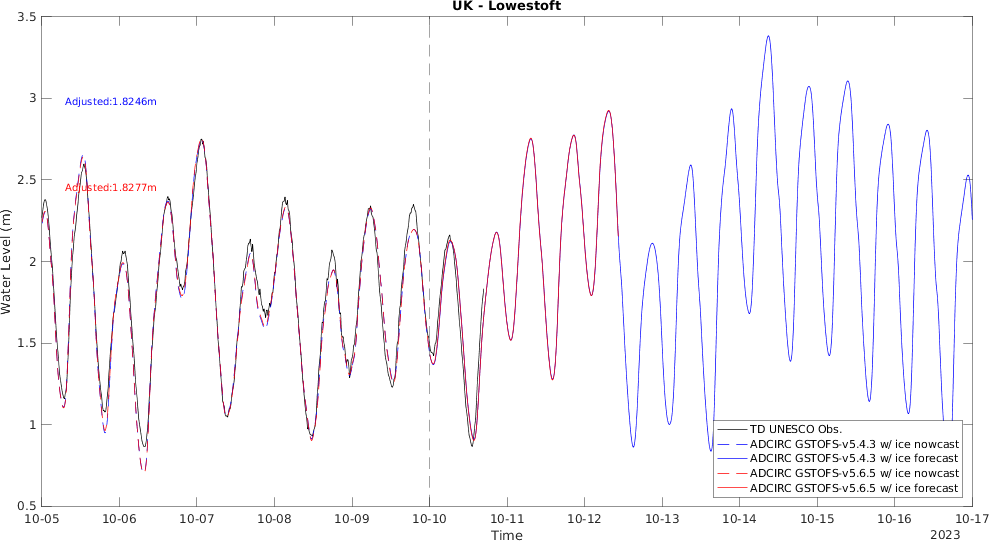 UK - Lowestoft
3.5
3
2.5
2
1.5
1
0.5
Water Level (m)
Adjusted:1.8246m
Adjusted:1.8277m
TD UNESCO Obs.
ADCIRC GSTOFS-v5.4.3 w/ ice nowcast
ADCIRC GSTOFS-v5.4.3 w/ ice forecast
ADCIRC GSTOFS-v5.6.5 w/ ice nowcast
ADCIRC GSTOFS-v5.6.5 w/ ice forecast
10-05 10-06 10-07 10-08 10-09 10-10 10-11 10-12 10-13 10-14 10-15 10-16 10-17
Time
2023